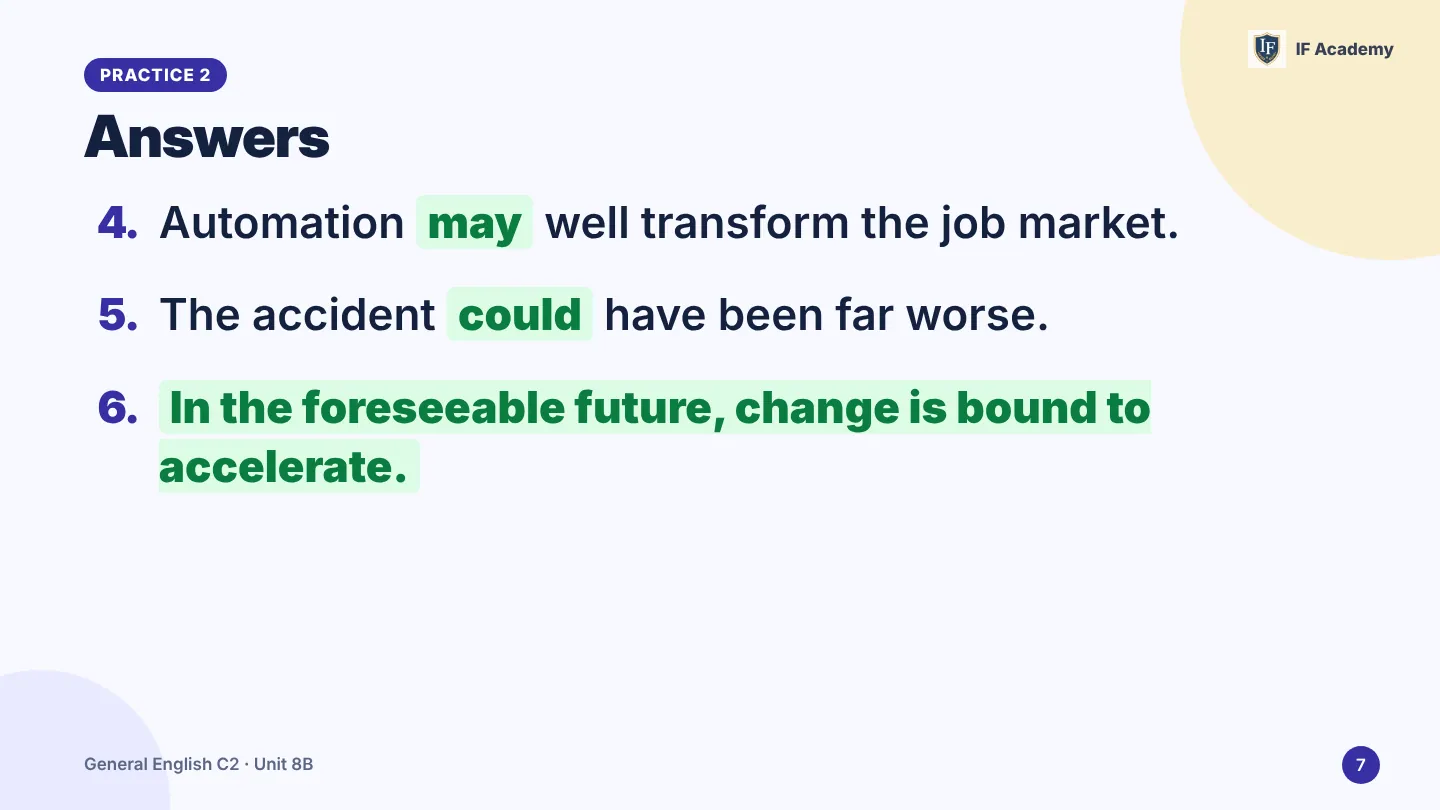 IF
IF Academy
PRACTICE 2
Answers
4. Automation may well transform the job market.
5. The accident could have been far worse.
6. In the foreseeable future, change is bound to
accelerate.
General English C2 · Unit 8B
7